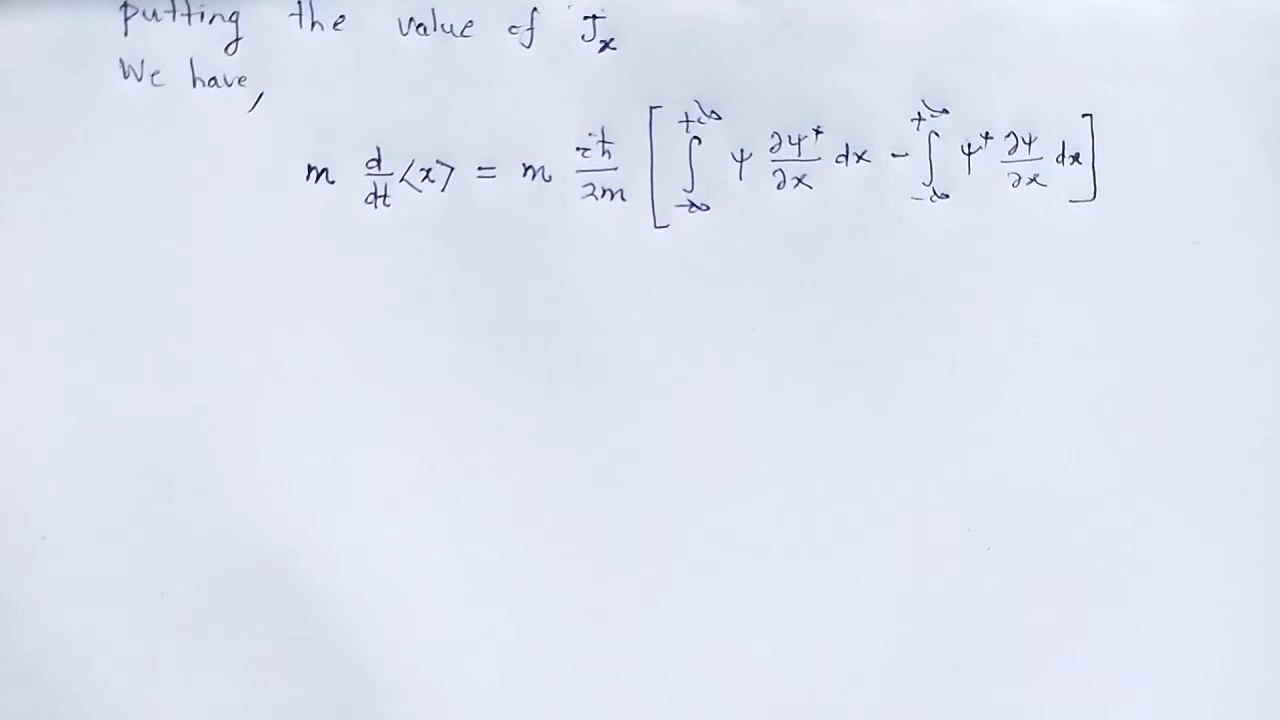 putting the value of J_x
We have,
m d/dt <x> = m iħ/2m [ ∫_{-∞}^{+∞} ψ ∂ψ*/∂x dx - ∫_{-∞}^{+∞} ψ* ∂ψ/∂x dx ]